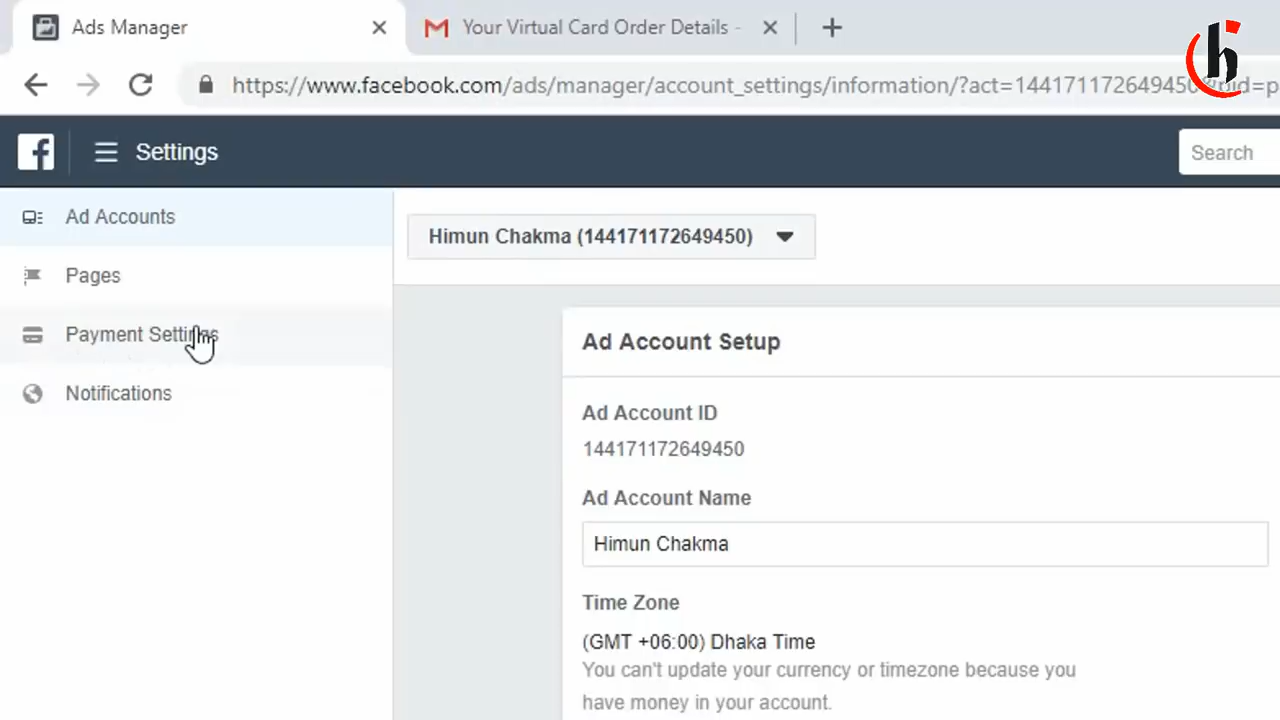 Ads Manager
Your Virtual Card Order Details -
https://www.facebook.com/ads/manager/account_settings/information/?act=144171172649450
Settings
Search
Ad Accounts
Pages
Payment Settings
Notifications
Himun Chakma (144171172649450)
Ad Account Setup
Ad Account ID
144171172649450
Ad Account Name
Himun Chakma
Time Zone
(GMT +06:00) Dhaka Time
You can't update your currency or timezone because you
have money in your account.